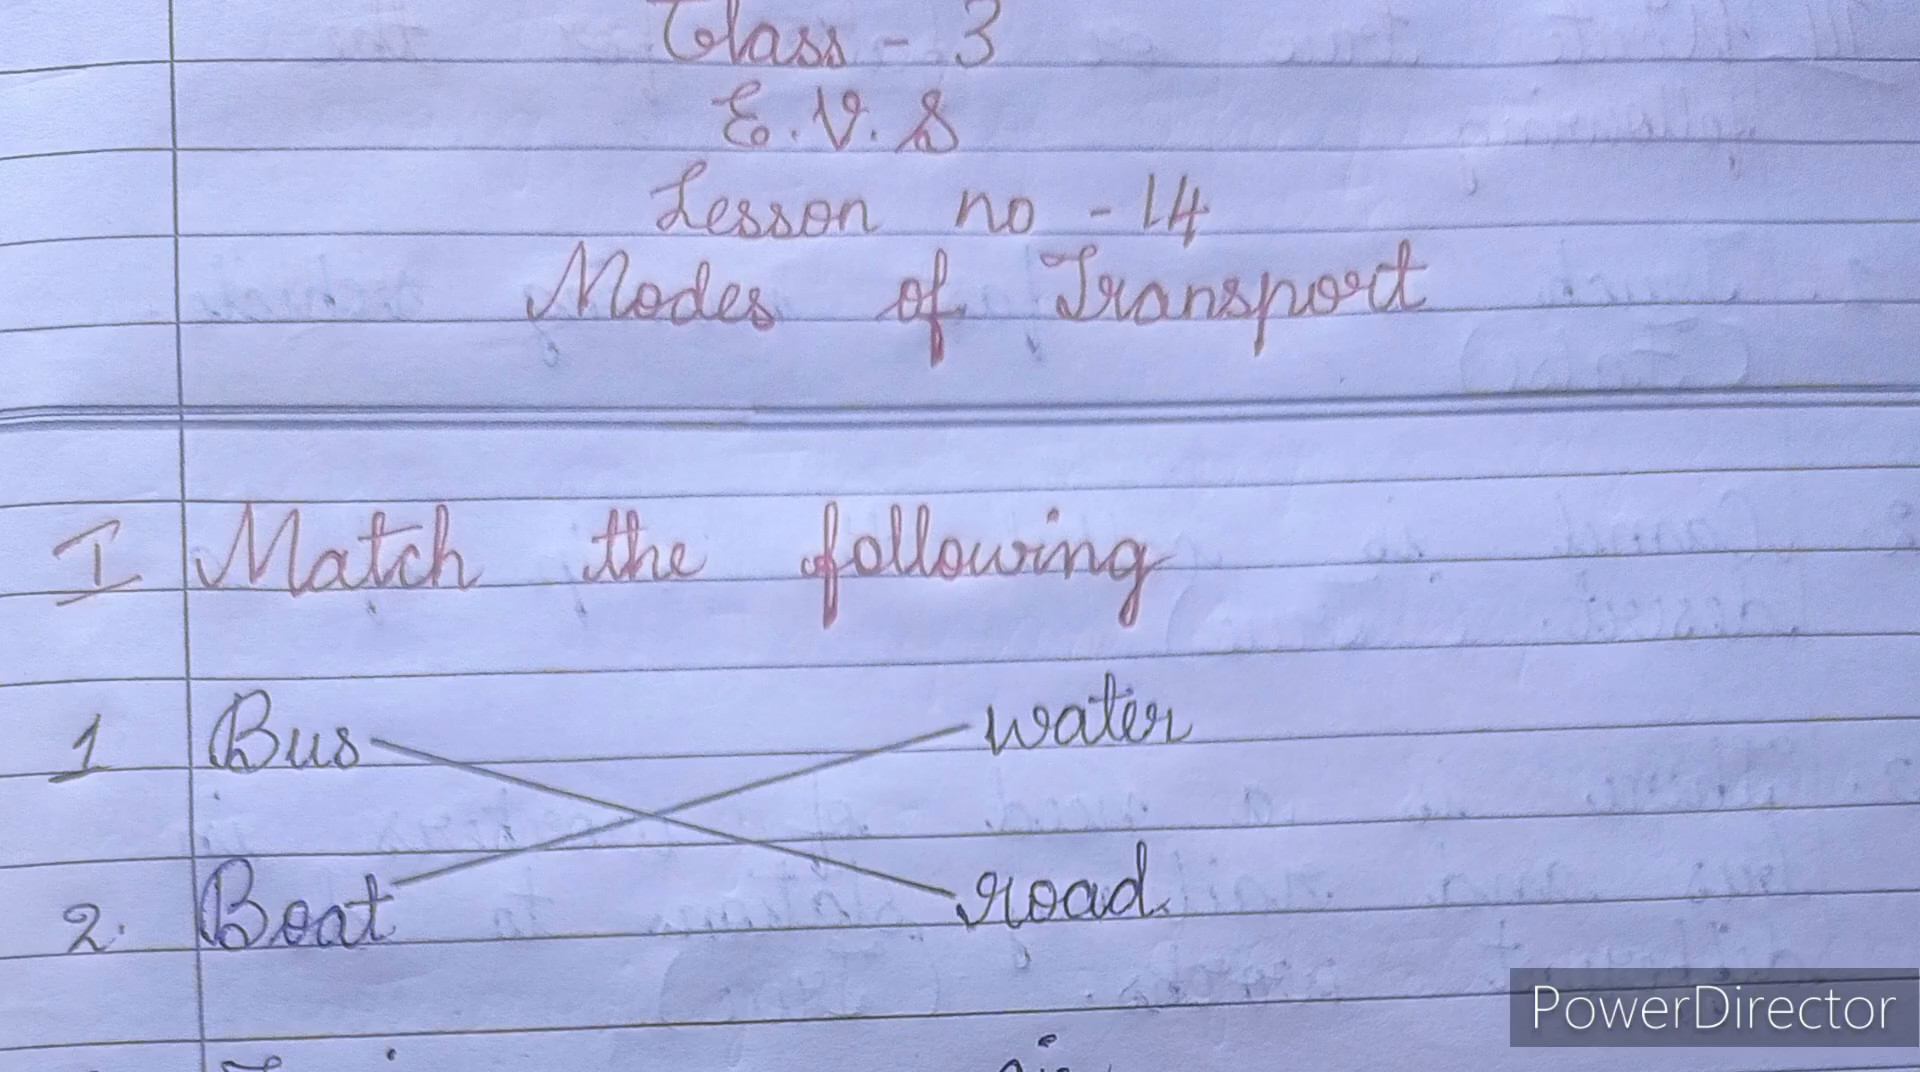 Class - 3
E.V.S
Lesson no - 14
Modes of Transport
I Match the following
1 Bus water
2. Boat road.
PowerDirector